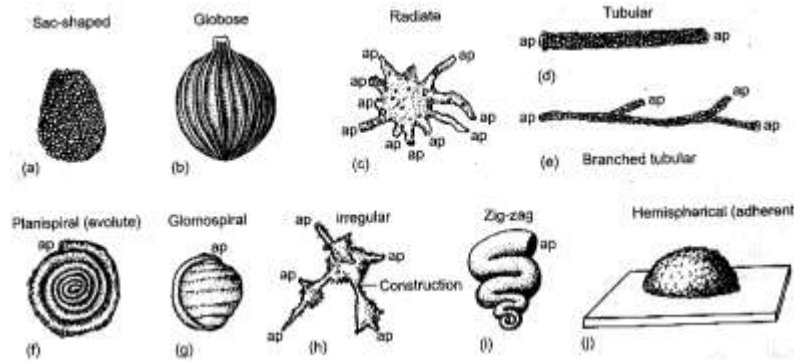 Sac-shaped
Globose
Radiate
Tubular
ap
ap
ap
ap
ap
ap
ap
ap
ap
ap
ap
ap
(d)
ap
ap
ap
ap
(a)
(b)
(c)
(e)
Branched tubular
Planispiral (evolute)
Glomospiral
irregular
Zig-zag
Hemispherical (adherent
ap
ap
ap
ap
ap
ap
Construction
ap
ap
(f)
(g)
(h)
(i)
(j)